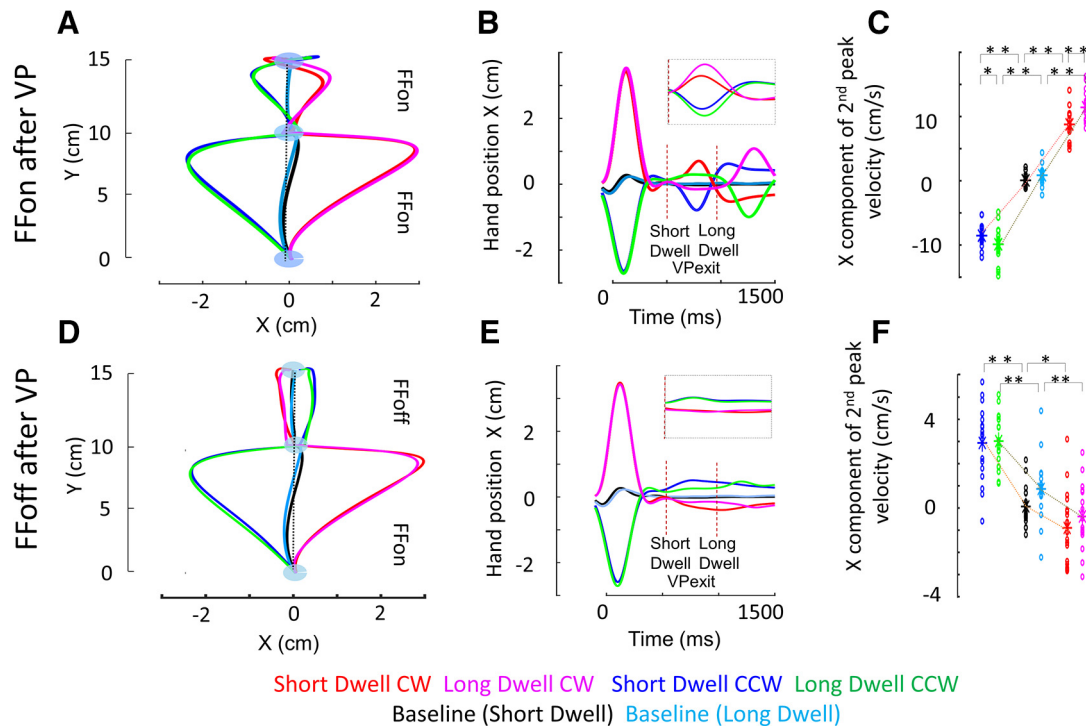 A
B
C
FFon after VP
Y (cm)
15
10
5
0
FFon
FFon
-2
0
2
X (cm)
Hand position X (cm)
4
2
0
-2
Short Long
Dwell Dwell
VPexit
0
1500
Time (ms)
X component of 2nd peak
velocity (cm/s)
10
0
-10
* * * * * *
* * * * * *
D
E
F
FFoff after VP
Y (cm)
15
10
5
0
FFoff
FFon
-2
0
2
X (cm)
Hand position X (cm)
4
2
0
-2
Short Long
Dwell Dwell
VPexit
0
1500
Time (ms)
X component of 2nd peak
velocity (cm/s)
4
0
-4
* * *
** **
Short Dwell CW Long Dwell CW Short Dwell CCW Long Dwell CCW
Baseline (Short Dwell) Baseline (Long Dwell)